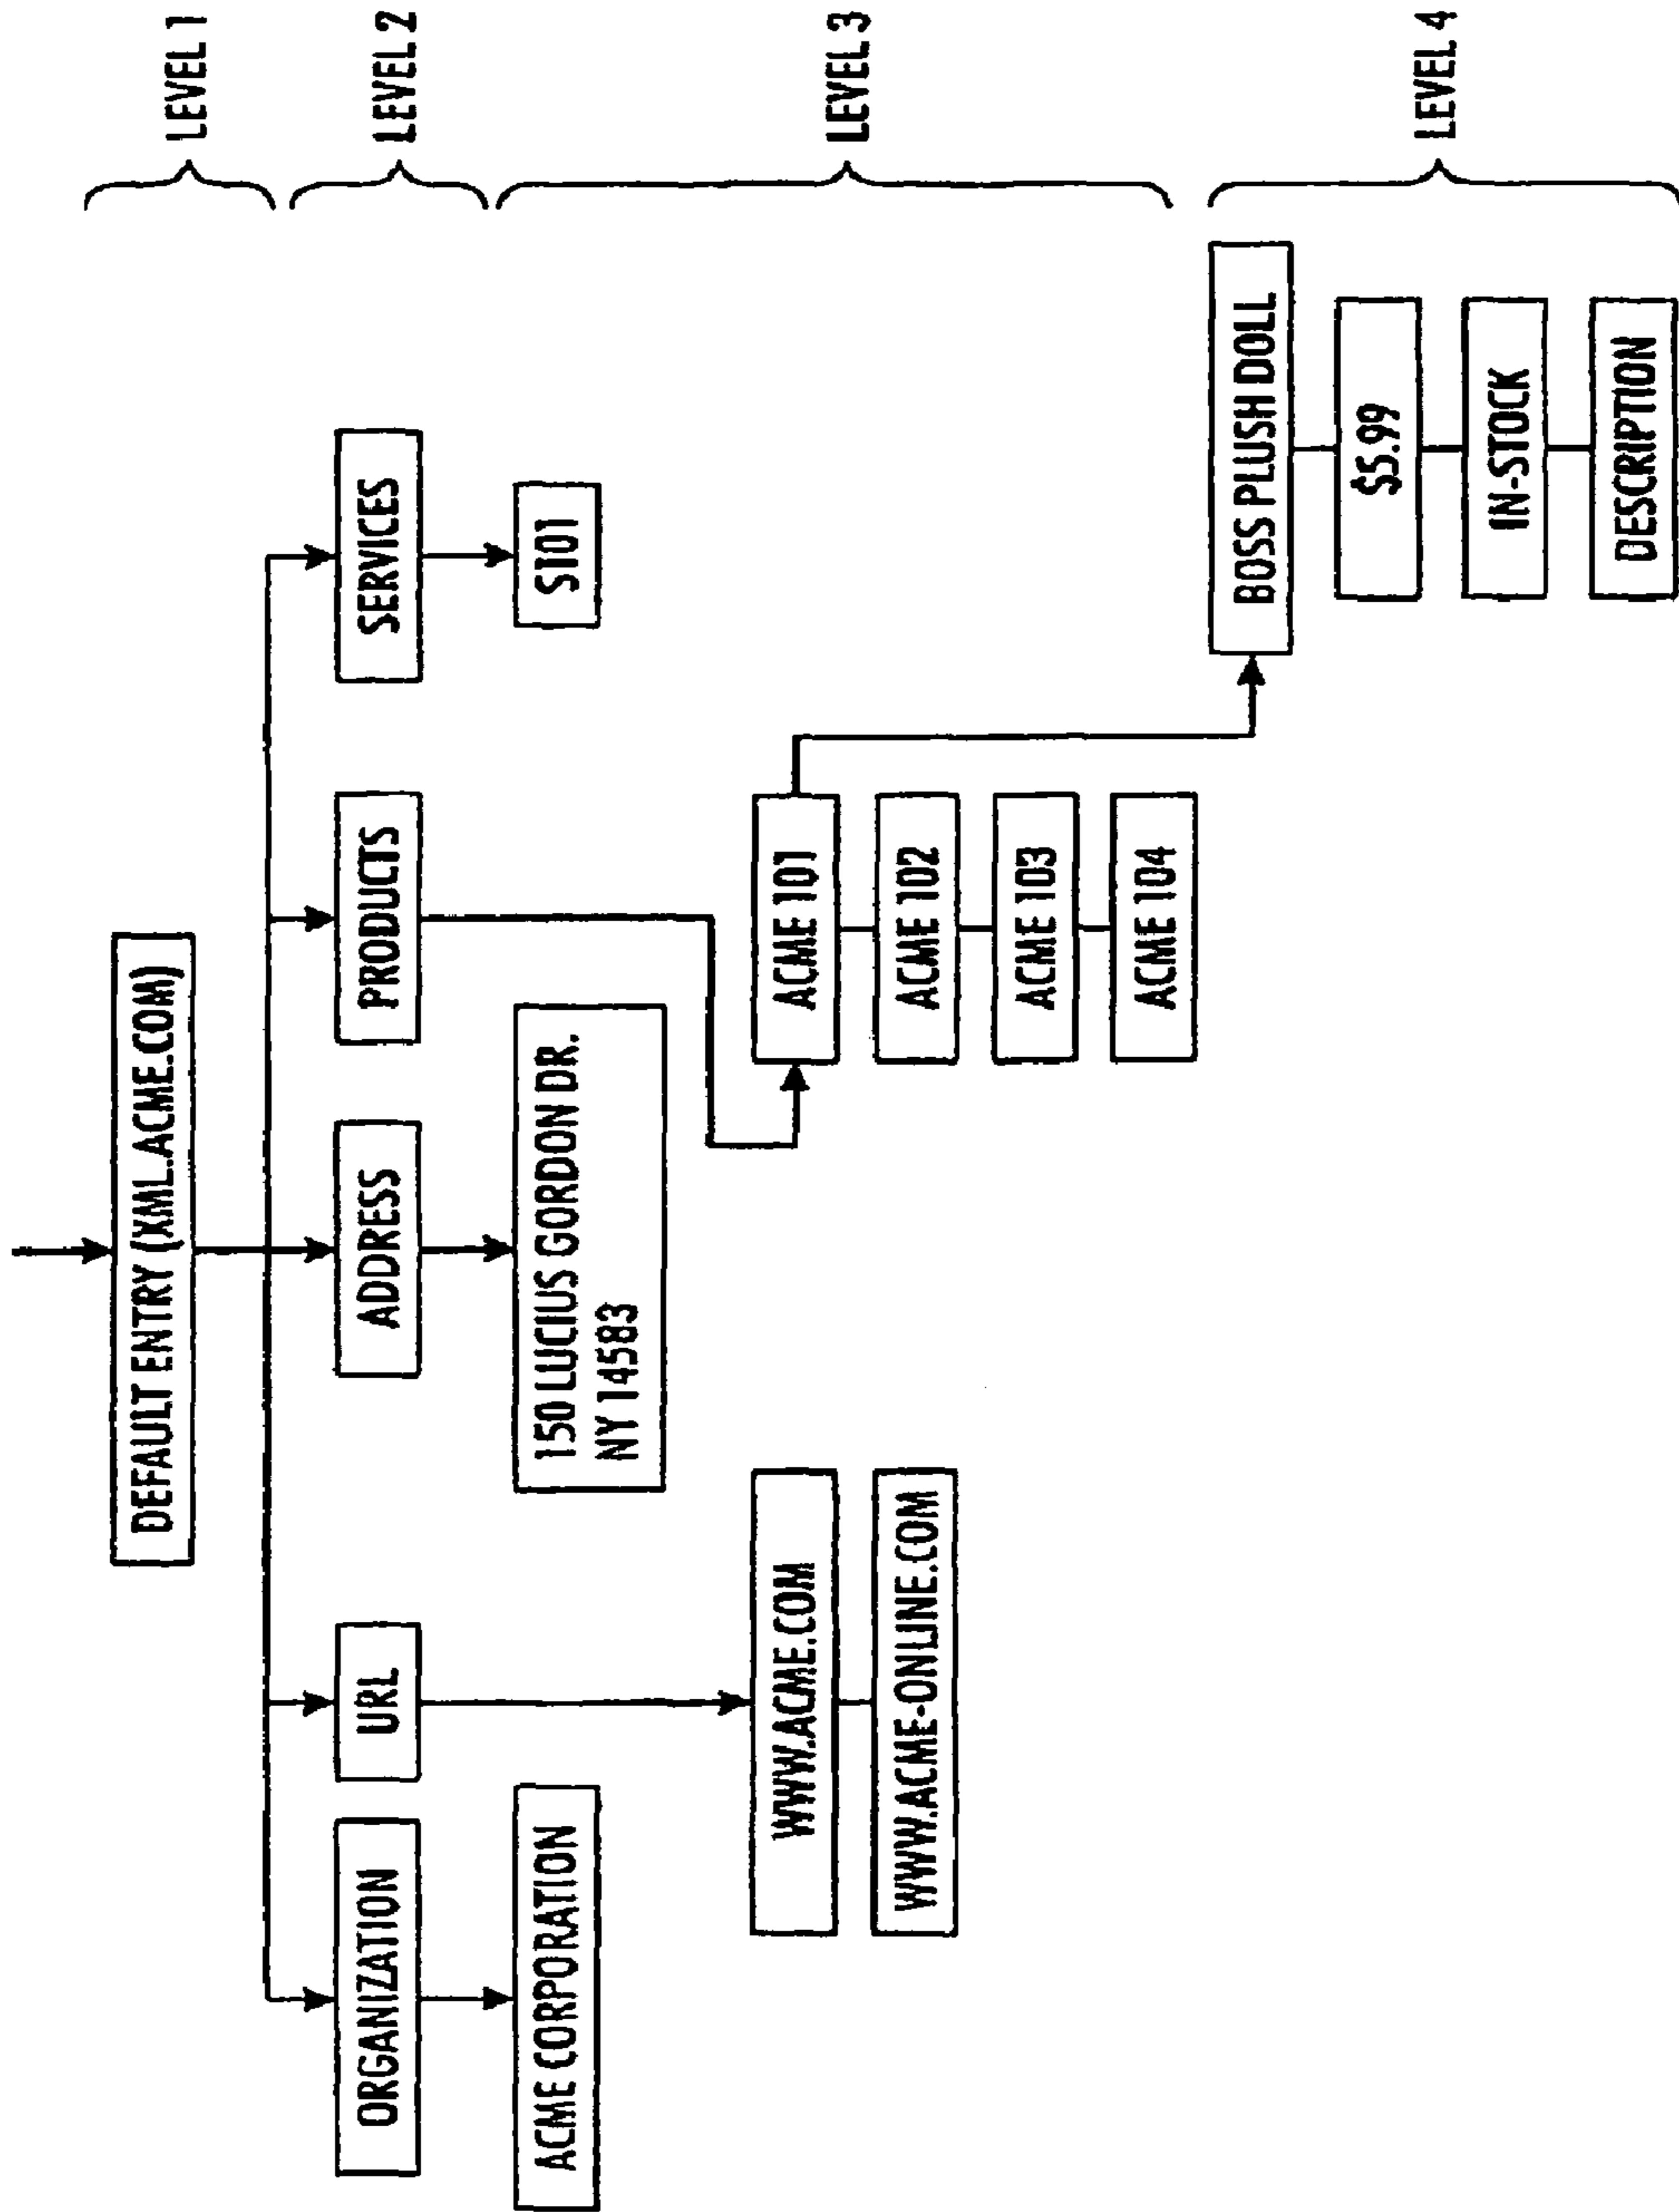 DEFAULT ENTRY (XML.ACME.COM)
LEVEL 1
ORGANIZATION
URL
ADDRESS
PRODUCTS
SERVICES
LEVEL 2
ACME CORPORATION
150 LUCIUS GORDON DR.
NY 14583
S101
WWW.ACME.COM
WWW.ACME-ONLINE.COM
ACME 101
ACME 102
ACME 103
ACME 104
LEVEL 3
BOSS PLUSH DOLL
$5.99
IN-STOCK
DESCRIPTION
LEVEL 4